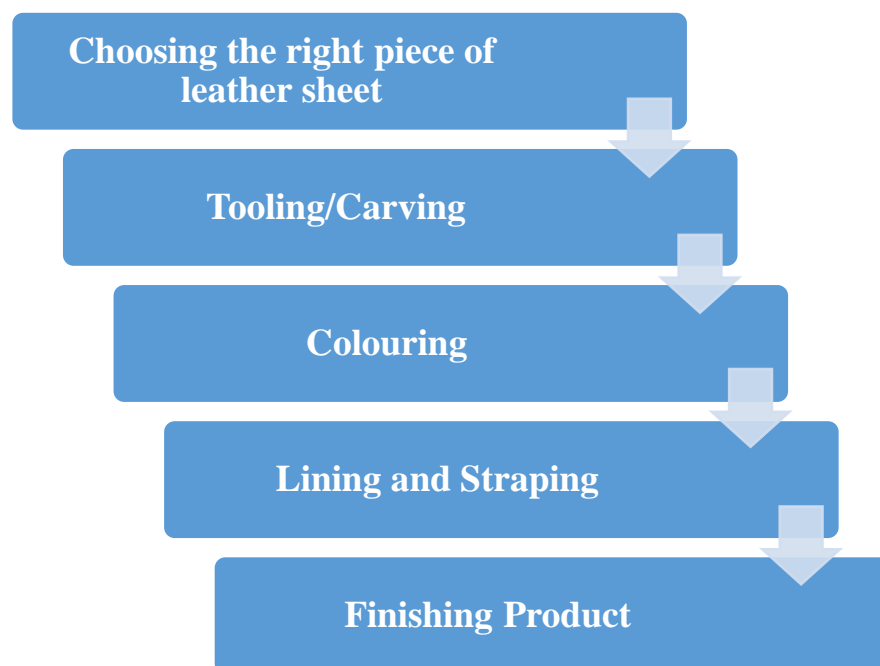 Choosing the right piece of
leather sheet
Tooling/Carving
Colouring
Lining and Straping
Finishing Product